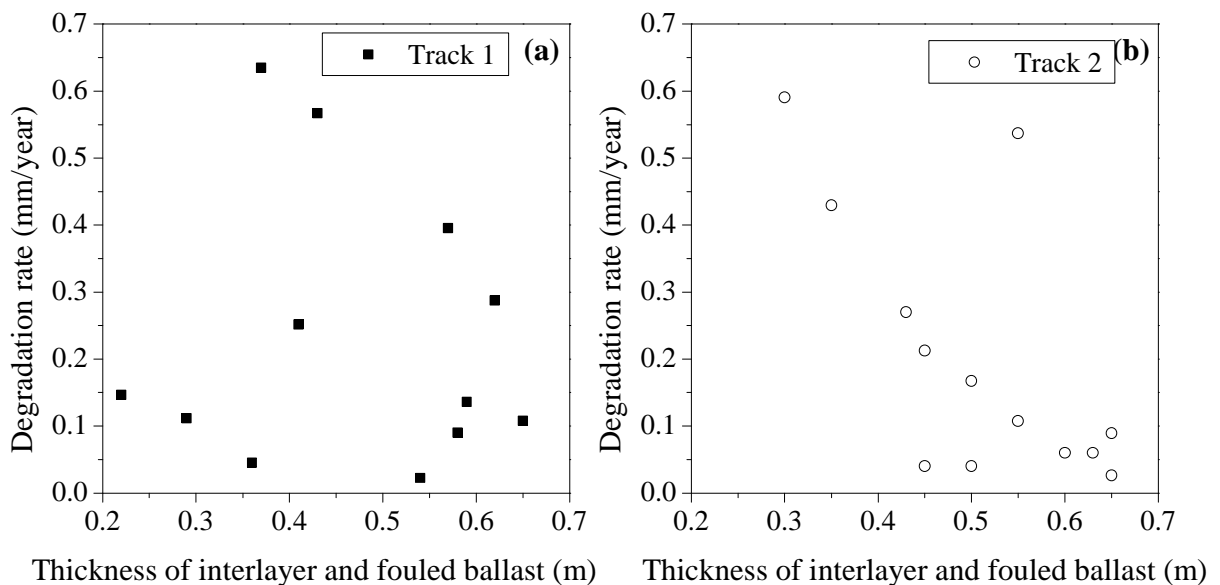 0.7
0.6
0.5
0.4
0.3
0.2
0.1
0.0
Degradation rate (mm/year)
Track 1
(a)
0.2 0.3 0.4 0.5 0.6 0.7
Thickness of interlayer and fouled ballast (m)
0.7
0.6
0.5
0.4
0.3
0.2
0.1
0.0
Degradation rate (mm/year)
Track 2
(b)
0.2 0.3 0.4 0.5 0.6 0.7
Thickness of interlayer and fouled ballast (m)